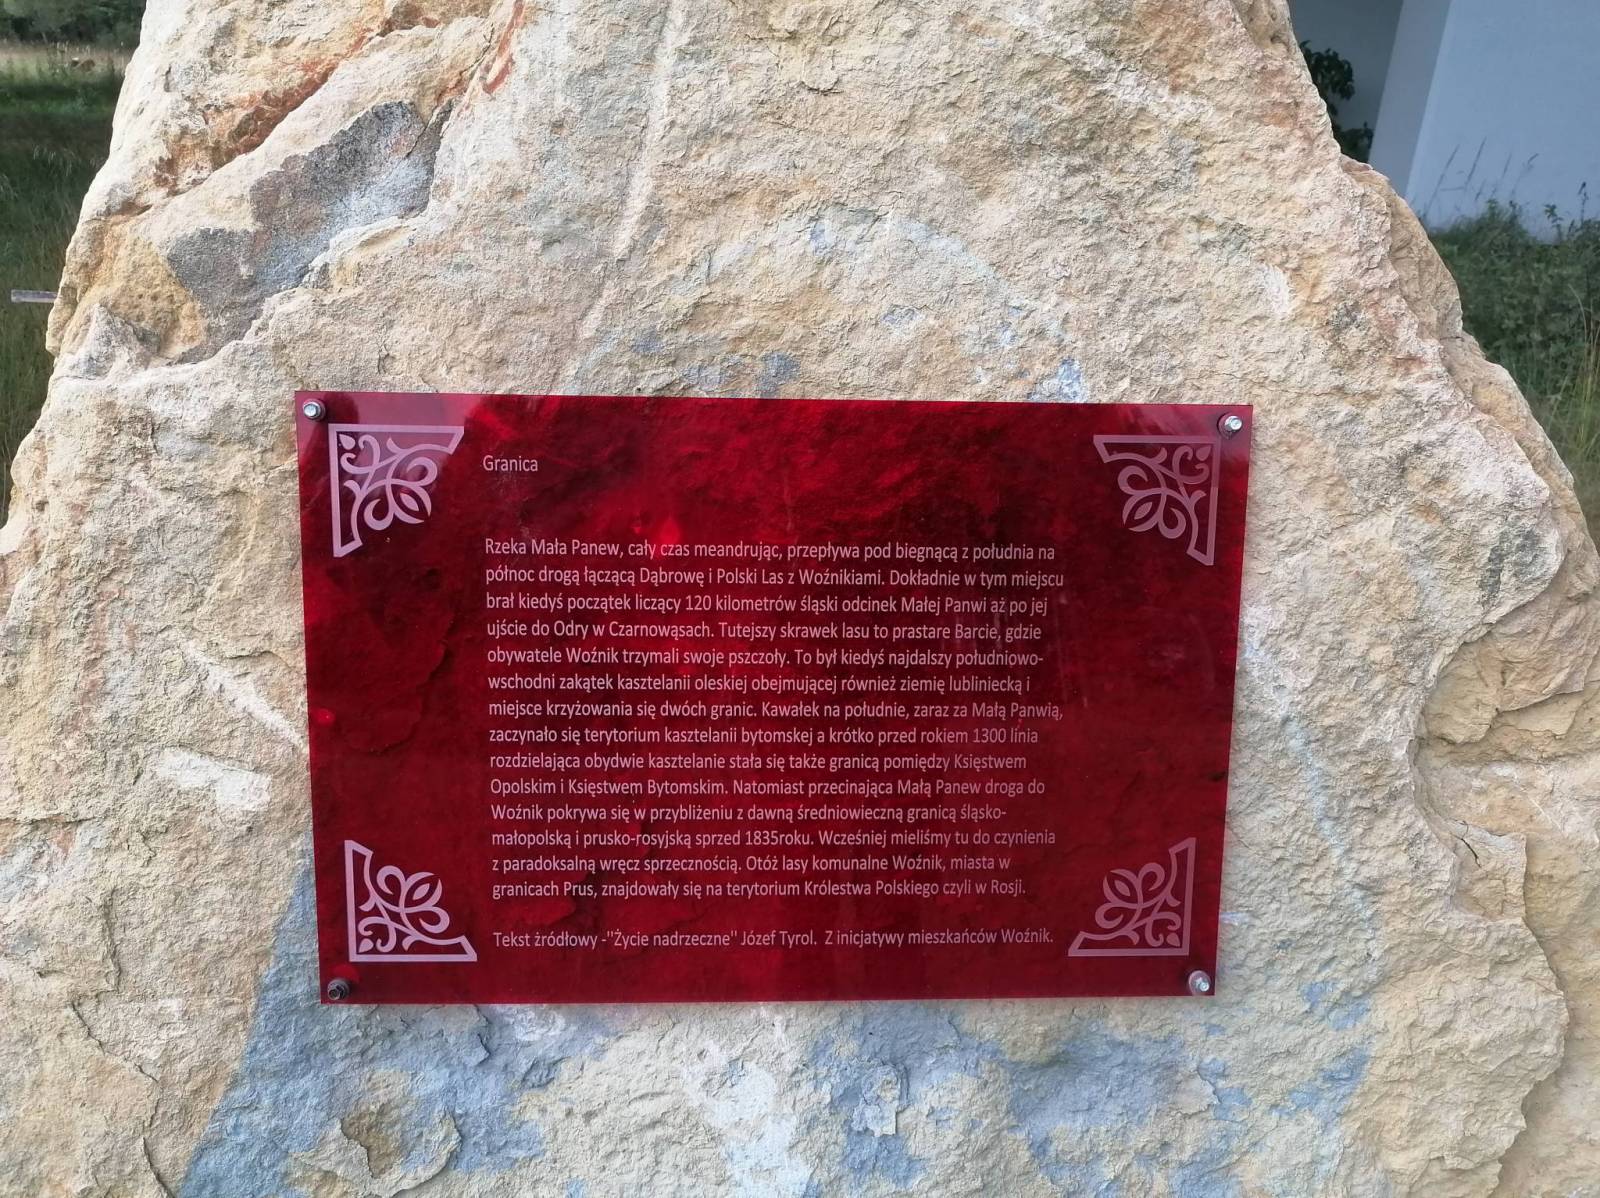 Granica
Rzeka Mała Panew, cały czas meandrując, przepływa pod biegnącą z południa na
północ drogą łączącą Dąbrowę i Polski Las z Woźnikiami. Dokładnie w tym miejscu
brał kiedyś początek liczący 120 kilometrów śląski odcinek Małej Panwi aż po jej
ujście do Odry w Czarnowąsach. Tutejszy skrawek lasu to prastare Barcie, gdzie
obywatele Woźnik trzymali swoje pszczoły. To był kiedyś najdalszy południowo-
wschodni zakątek kasztelanii oleskiej obejmującej również ziemię lubliniecką i
miejsce krzyżowania się dwóch granic. Kawałek na południe, zaraz za Małą Panwią,
zaczynało się terytorium kasztelanii bytomskej a krótko przed rokiem 1300 linia
rozdzielająca obydwie kasztelanie stała się także granicą pomiędzy Księstwem
Opolskim i Księstwem Bytomskim. Natomiast przecinająca Małą Panew droga do
Woźnik pokrywa się w przybliżeniu z dawną średniowieczną granicą śląsko-
małopolską i prusko-rosyjską sprzed 1835roku. Wcześniej mieliśmy tu do czynienia
z paradoksalną wręcz sprzecznością. Otóż lasy komunalne Woźnik, miasta w
granicach Prus, znajdowały się na terytorium Królestwa Polskiego czyli w Rosji.
Tekst żródłowy -"Życie nadrzeczne" Józef Tyrol. Z inicjatywy mieszkańców Woźnik.